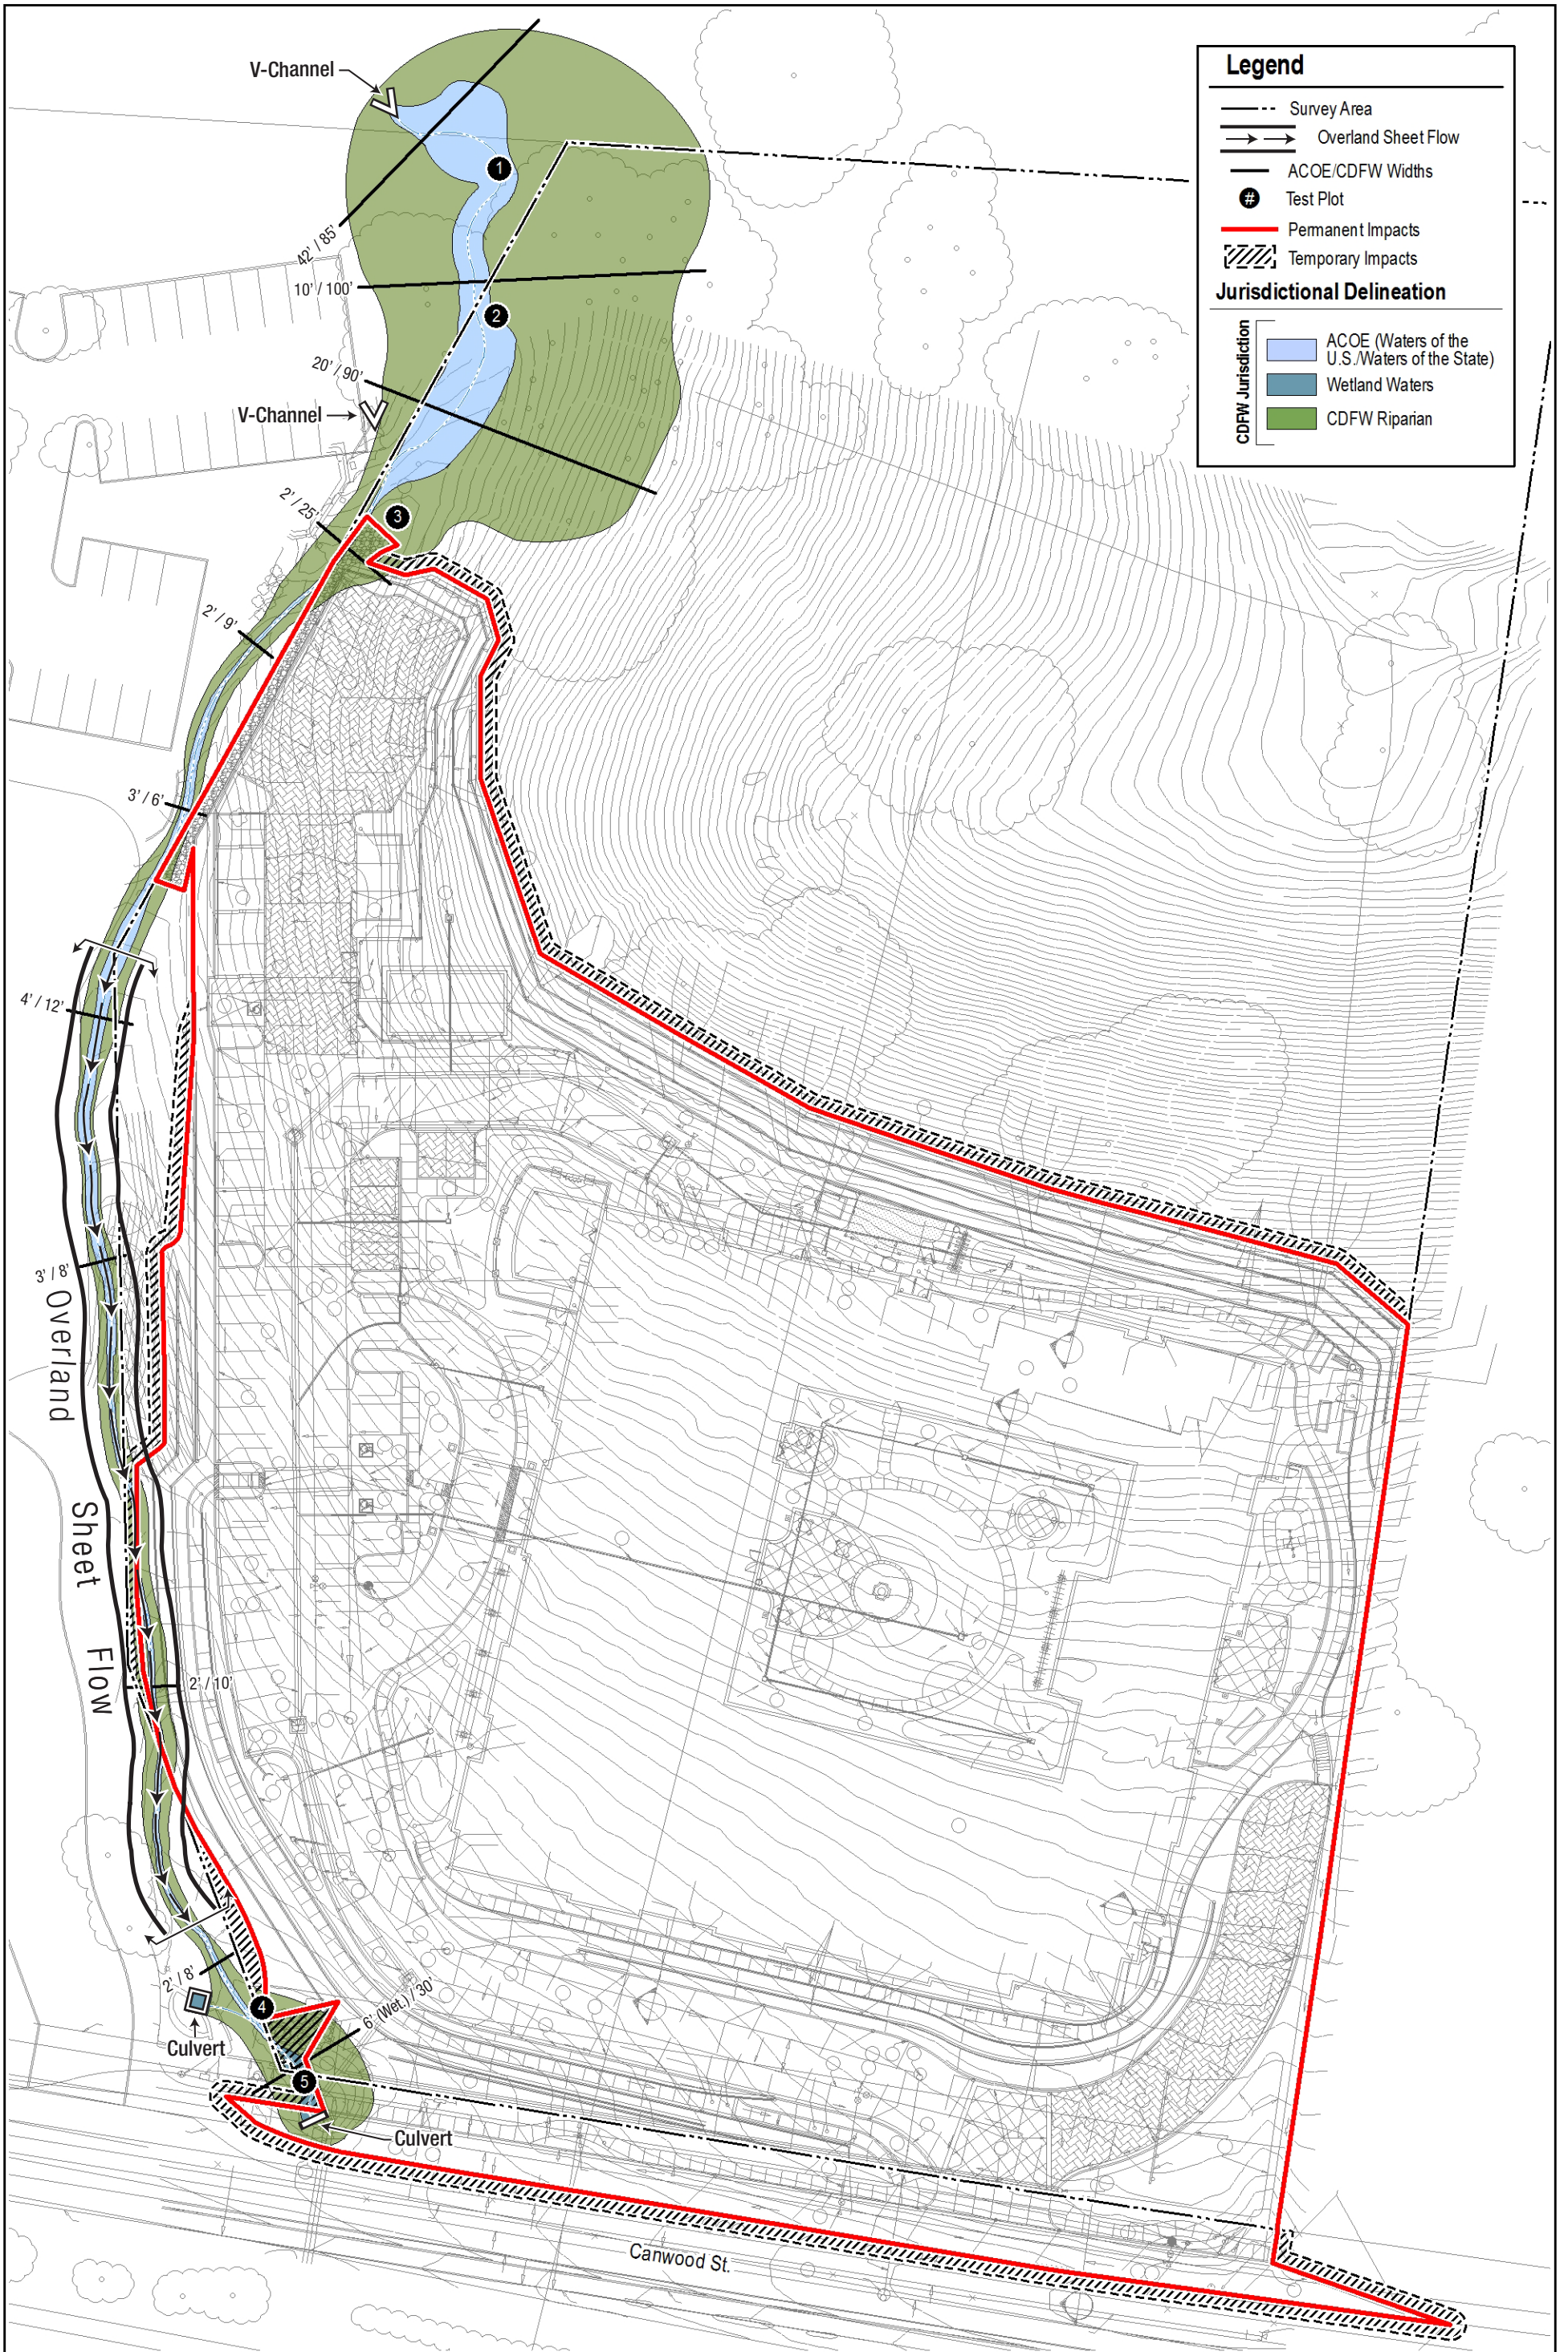 V-Channel
Legend
Survey Area
Overland Sheet Flow
ACOE/CDFW Widths
# Test Plot
Permanent Impacts
Temporary Impacts
Jurisdictional Delineation
CDFW Jurisdiction
ACOE (Waters of the
U.S./Waters of the State)
Wetland Waters
CDFW Riparian
1
42' / 85'
10' / 100'
2
20' / 90'
V-Channel
2' / 25'
3
2' / 9'
3' / 6'
4' / 12'
3' / 8'
Overland
Sheet
Flow
2' / 10'
2' / 8'
4
6' (Wet.) / 30'
Culvert
5
Culvert
Canwood St.